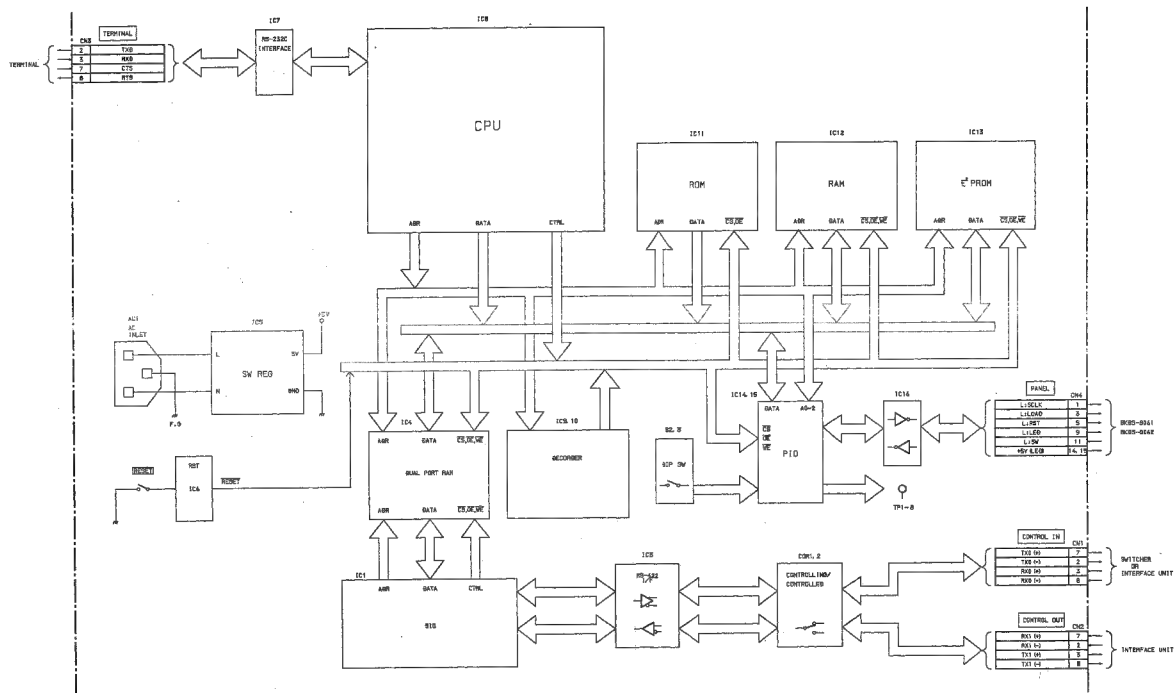 IC7
IC8
TERMINAL
CN3
2 TX0
3 RX0
7 CTS
8 RTS
TERMINAL
RS-232C
INTERFACE
CPU
ADR DATA CTRL
IC11
ROM
ADR DATA CS,OE
IC12
RAM
ADR DATA CS,OE,WE
IC13
E² PROM
ADR DATA CS,OE,WE
AC1
AC
INLET
F.G
IC5
L 5V
SW REG
N GND
+5V
IC4
ADR DATA CS,OE,WE
DUAL PORT RAM
ADR DATA CS,OE,WE
IC9,10
DECORDER
RESET
RST
IC6
RESET
IC14,15
DATA A0-2
CS
OE
WE
PIO
S2,3
DIP SW
TP1-8
IC16
PANEL
CN4
L:SCLK 1
L:LOAD 3
L:RST 5
L:LED 9
L:SW 11
+5V (LED) 14,15
BKDS-8061
BKDS-8062
IC1
ADR DATA CTRL
SIO
IC3
RS-422
I/F
CON1,2
CONTROLLING/
CONTROLLED
CONTROL IN
CN1
TX0 (+) 7
TX0 (-) 2
RX0 (+) 3
RX0 (-) 8
SWITCHER
OR
INTERFACE UNIT
CONTROL OUT
CN2
RX1 (+) 7
RX1 (-) 2
TX1 (+) 3
TX1 (-) 8
INTERFACE UNIT